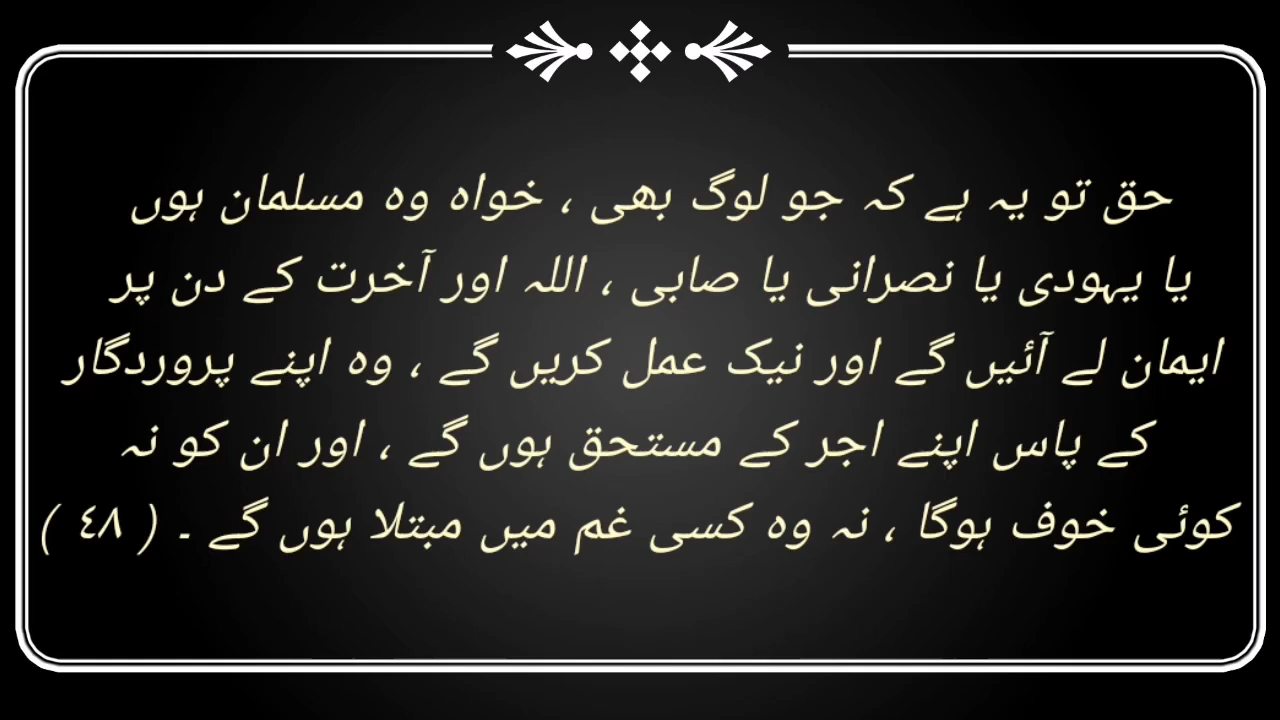 حق تو یہ ہے کہ جو لوگ بھی ، خواہ وہ مسلمان ہوں
یا یہودی یا نصرانی یا صابی ، اللہ اور آخرت کے دن پر
ایمان لے آئیں گے اور نیک عمل کریں گے ، وہ اپنے پروردگار
کے پاس اپنے اجر کے مستحق ہوں گے ، اور ان کو نہ
کوئی خوف ہوگا ، نہ وہ کسی غم میں مبتلا ہوں گے ۔ ( ٤٨ )